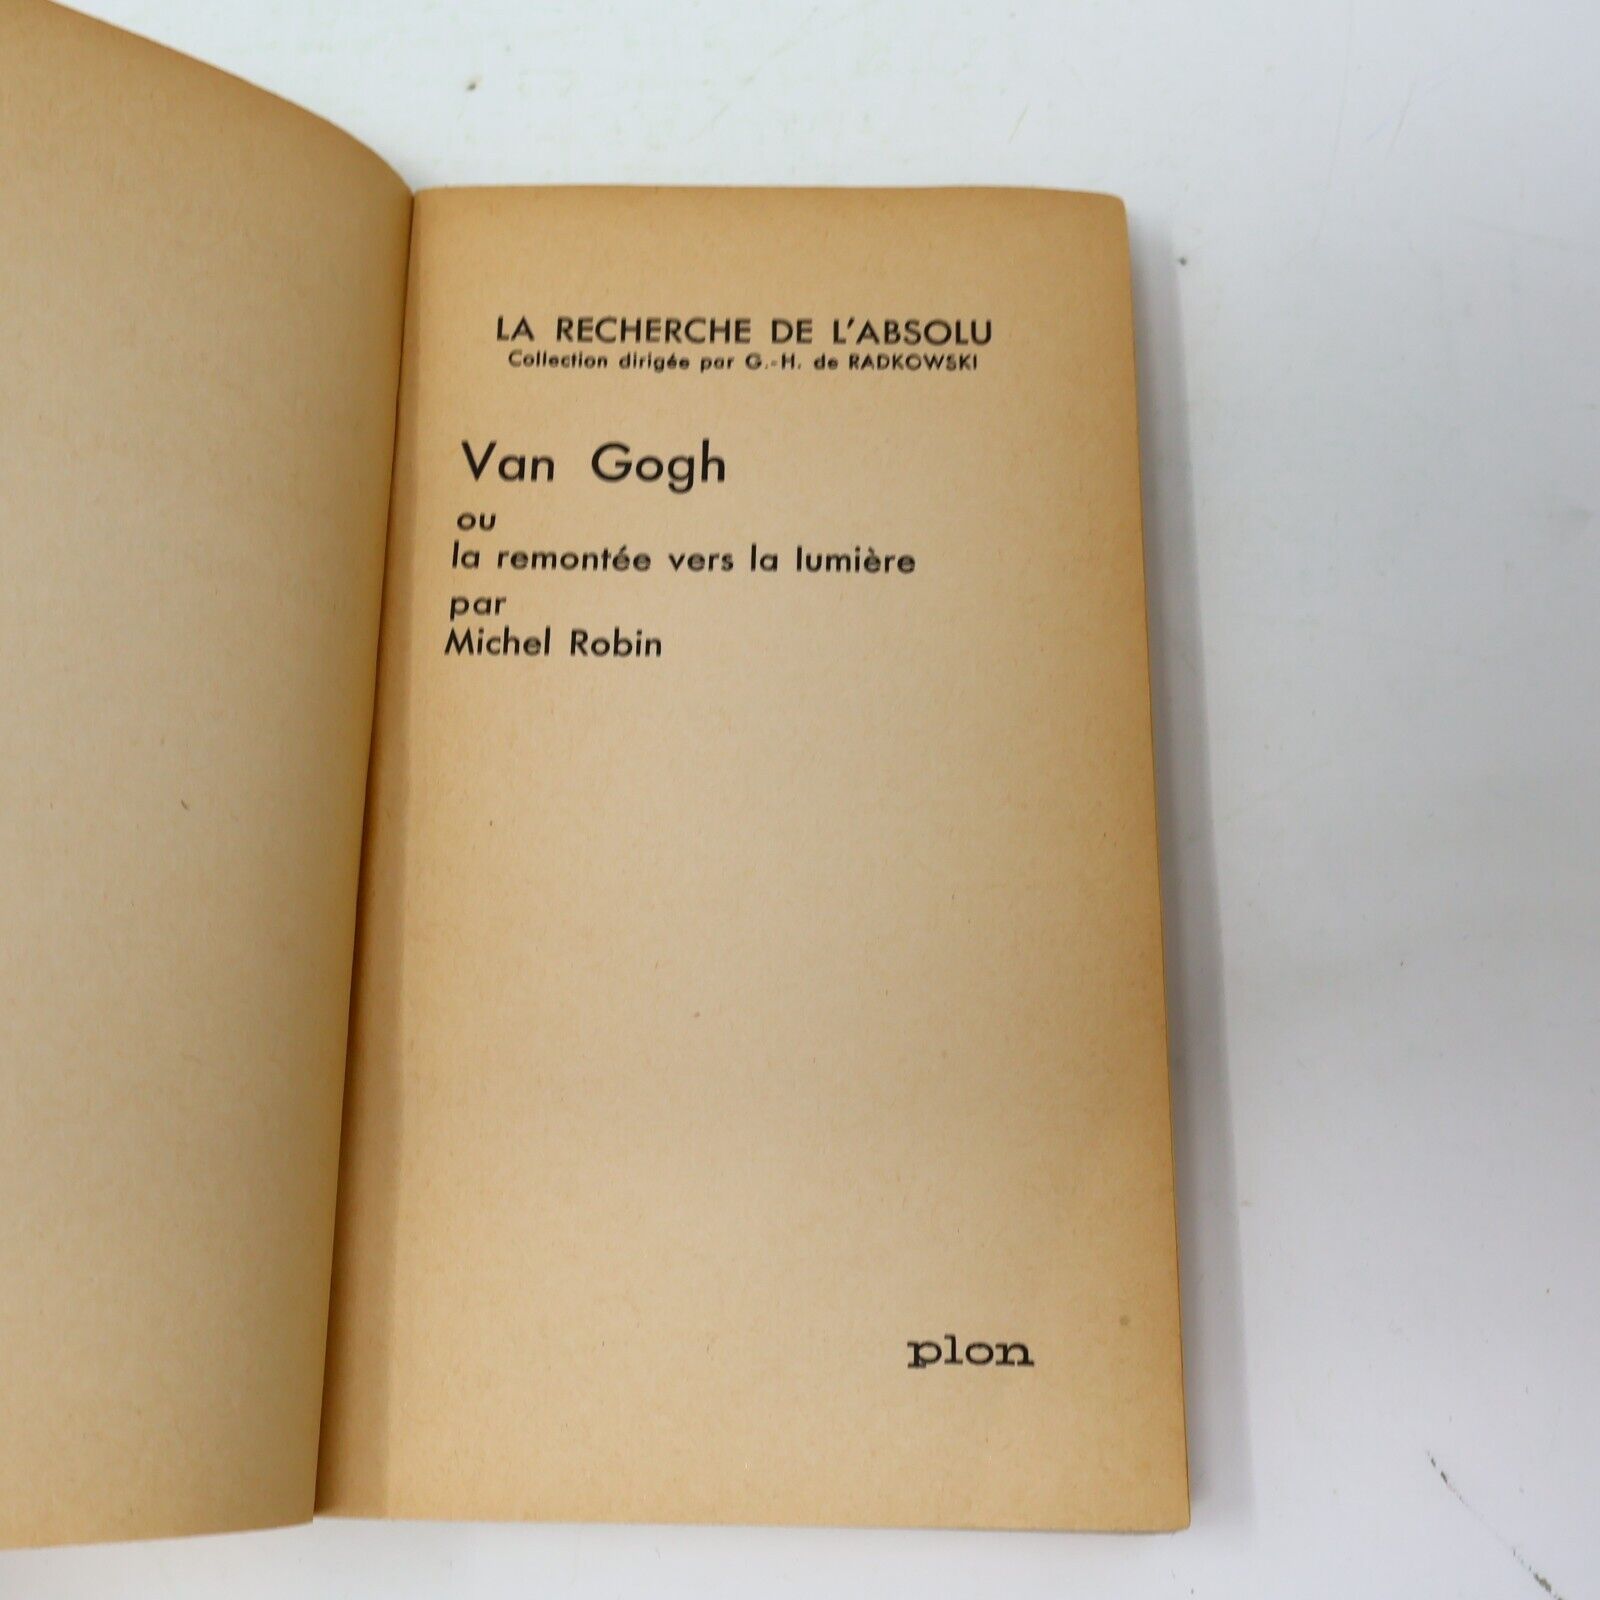 LA RECHERCHE DE L'ABSOLU
Collection dirigée par G.-H. de RADKOWSKI
Van Gogh
ou
la remontée vers la lumière
par
Michel Robin
plon